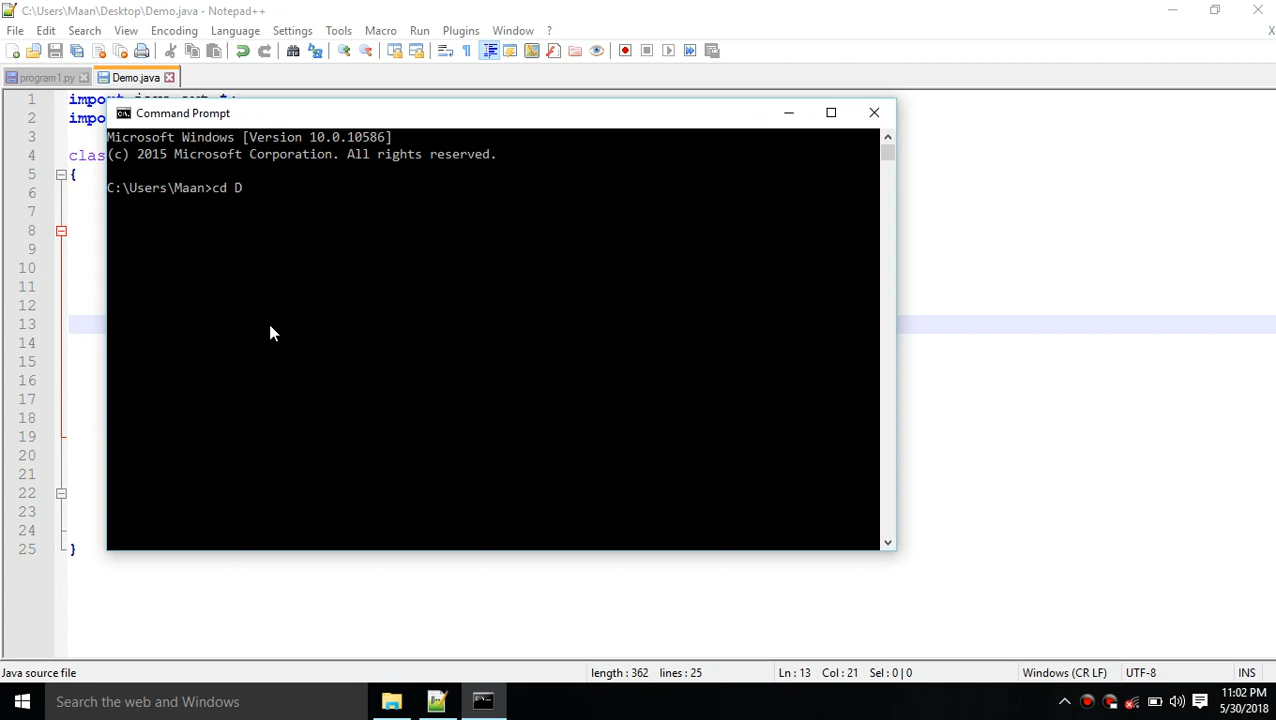 C:\Users\Maan\Desktop\Demo.java - Notepad++
File Edit Search View Encoding Language Settings Tools Macro Run Plugins Window ? X
program1.py Demo.java
1
2
3
4 clas
5 {
6
7
8
9
10
11
12
13
14
15
16
17
18
19
20
21
22
23
24
25 }
Command Prompt
Microsoft Windows [Version 10.0.10586]
(c) 2015 Microsoft Corporation. All rights reserved.
C:\Users\Maan>cd D
Java source file length : 362 lines : 25 Ln : 13 Col : 21 Sel : 0 | 0 Windows (CR LF) UTF-8 INS
Search the web and Windows
11:02 PM
5/30/2018